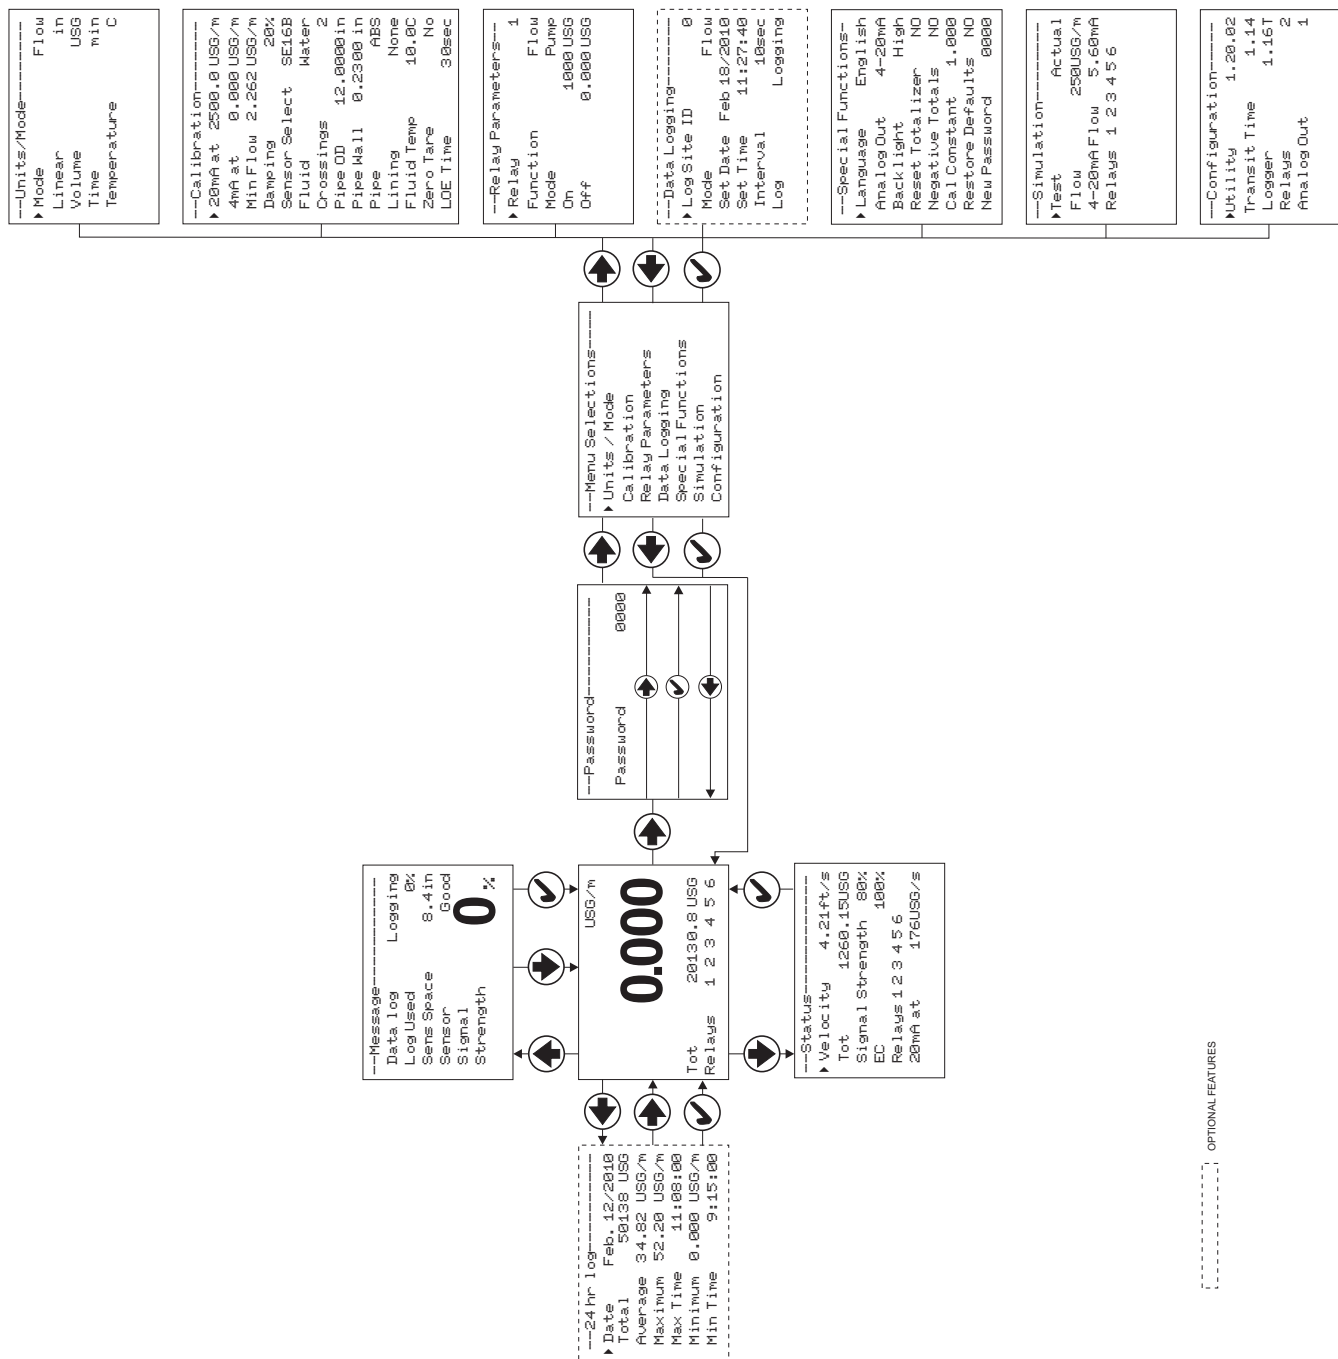 --Units/Mode---------
Mode Flow
Linear in
Volume USG
Time min
Temperature C
--Calibration---------
20mA at 2500.0 USG/m
4mA at 0.000 USG/m
Min Flow 2.262 USG/m
Damping 20%
Sensor Select SE16B
Fluid Water
Crossings 2
Pipe OD 12.0000in
Pipe Wall 0.2300 in
Pipe ABS
Lining None
Fluid Temp 10.0C
Zero Tare No
LOE Time 30sec
--Relay Parameters---
Relay 1
Function Flow
Mode Pump
On 1000 USG
Off 0.000 USG
--Data Logging--------
Log Site ID 0
Mode Flow
Set Date Feb 18/2010
Set Time 11:27:40
Interval 10sec
Log Logging
--Special Functions-
Language English
Analog Out 4-20mA
Backlight High
Reset Totalizer NO
Negative Totals NO
Cal Constant 1.000
Restore Defaults NO
New Password 0000
--Simulation----------
Test Actual
Flow 250USG/m
4-20mA Flow 5.60mA
Relays 1 2 3 4 5 6
--Configuration------
Utility 1.20.02
Transit Time 1.14
Logger 1.16T
Relays 2
Analog Out 1
--Menu Selections----
Units / Mode
Calibration
Relay Parameters
Data Logging
Special Functions
Simulation
Configuration
--Password------------
Password 0000
--Message-------------
Data log Logging
Log Used 0%
Sens Space 8.4in
Sensor Good
Signal
Strength 0%
USG/m
0.000
Tot 20130.8 USG
Relays 1 2 3 4 5 6
--Status--------------
Velocity 4.21ft/s
Tot 1260.15USG
Signal Strength 80%
EC 100%
Relays 1 2 3 4 5 6
20mA at 176USG/s
--24 hr log-----------
Date Feb. 12/2010
Total 50138 USG
Average 34.82 USG/m
Maximum 52.20 USG/m
Max Time 11:08:00
Minimum 0.000 USG/m
Min Time 9:15:00
OPTIONAL FEATURES